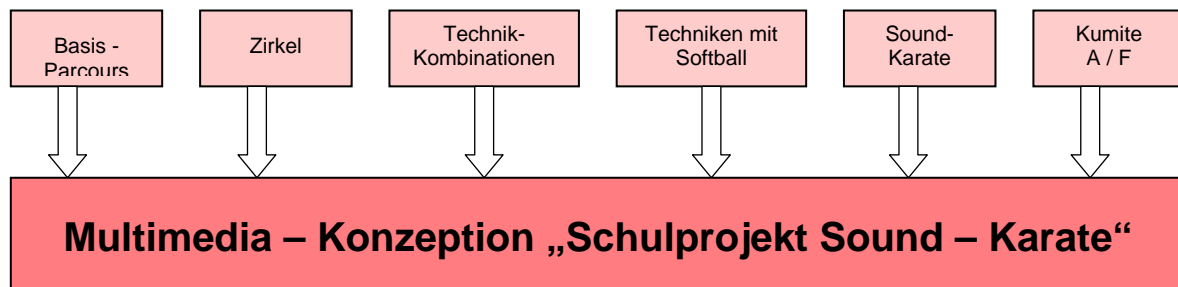 Basis -
Parcours
Zirkel
Technik-
Kombinationen
Techniken mit
Softball
Sound-
Karate
Kumite
A / F
Multimedia – Konzeption „Schulprojekt Sound – Karate“